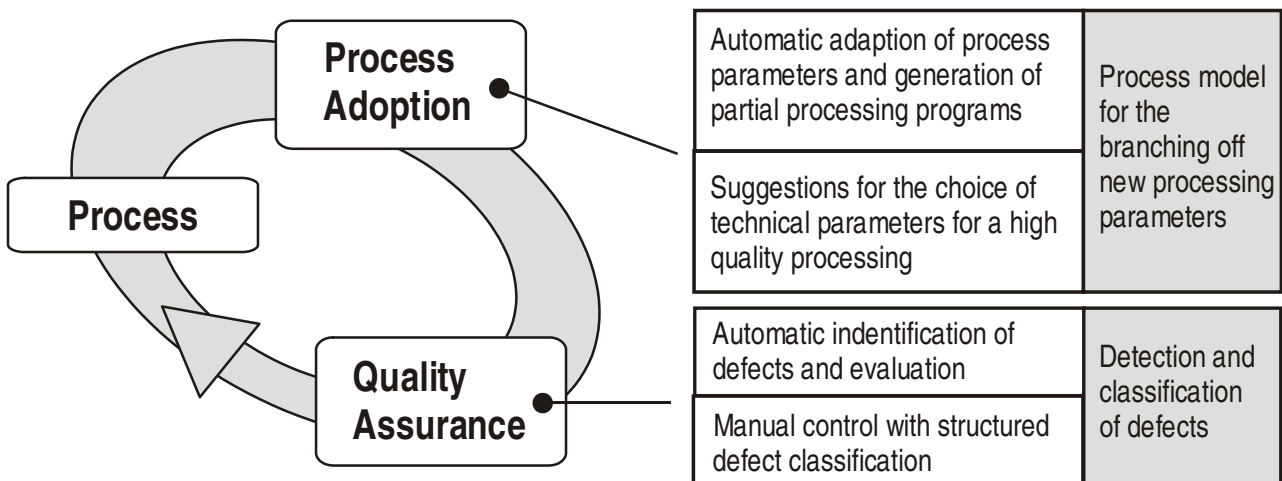 Process
Adoption
Process
Quality
Assurance
Automatic adaption of process
parameters and generation of
partial processing programs
Suggestions for the choice of
technical parameters for a high
quality processing
Process model
for the
branching off
new processing
parameters
Automatic indentification of
defects and evaluation
Manual control with structured
defect classification
Detection and
classification
of defects